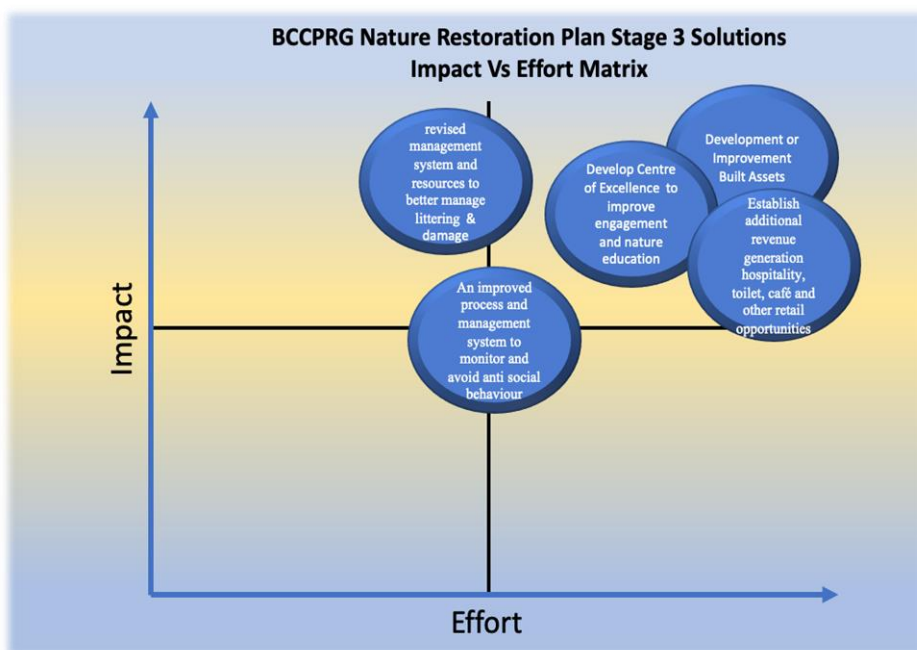 BCCPRG Nature Restoration Plan Stage 3 Solutions
Impact Vs Effort Matrix
revised
management
system and
resources to
better manage
littering &
damage
Development or
Improvement
Built Assets
Develop Centre
of Excellence to
improve
engagement
and nature
education
Establish
additional
revenue
generation
hospitality,
toilet, café and
other retail
opportunities
An improved
process and
management
system to
monitor and
avoid anti social
behaviour
Impact
Effort